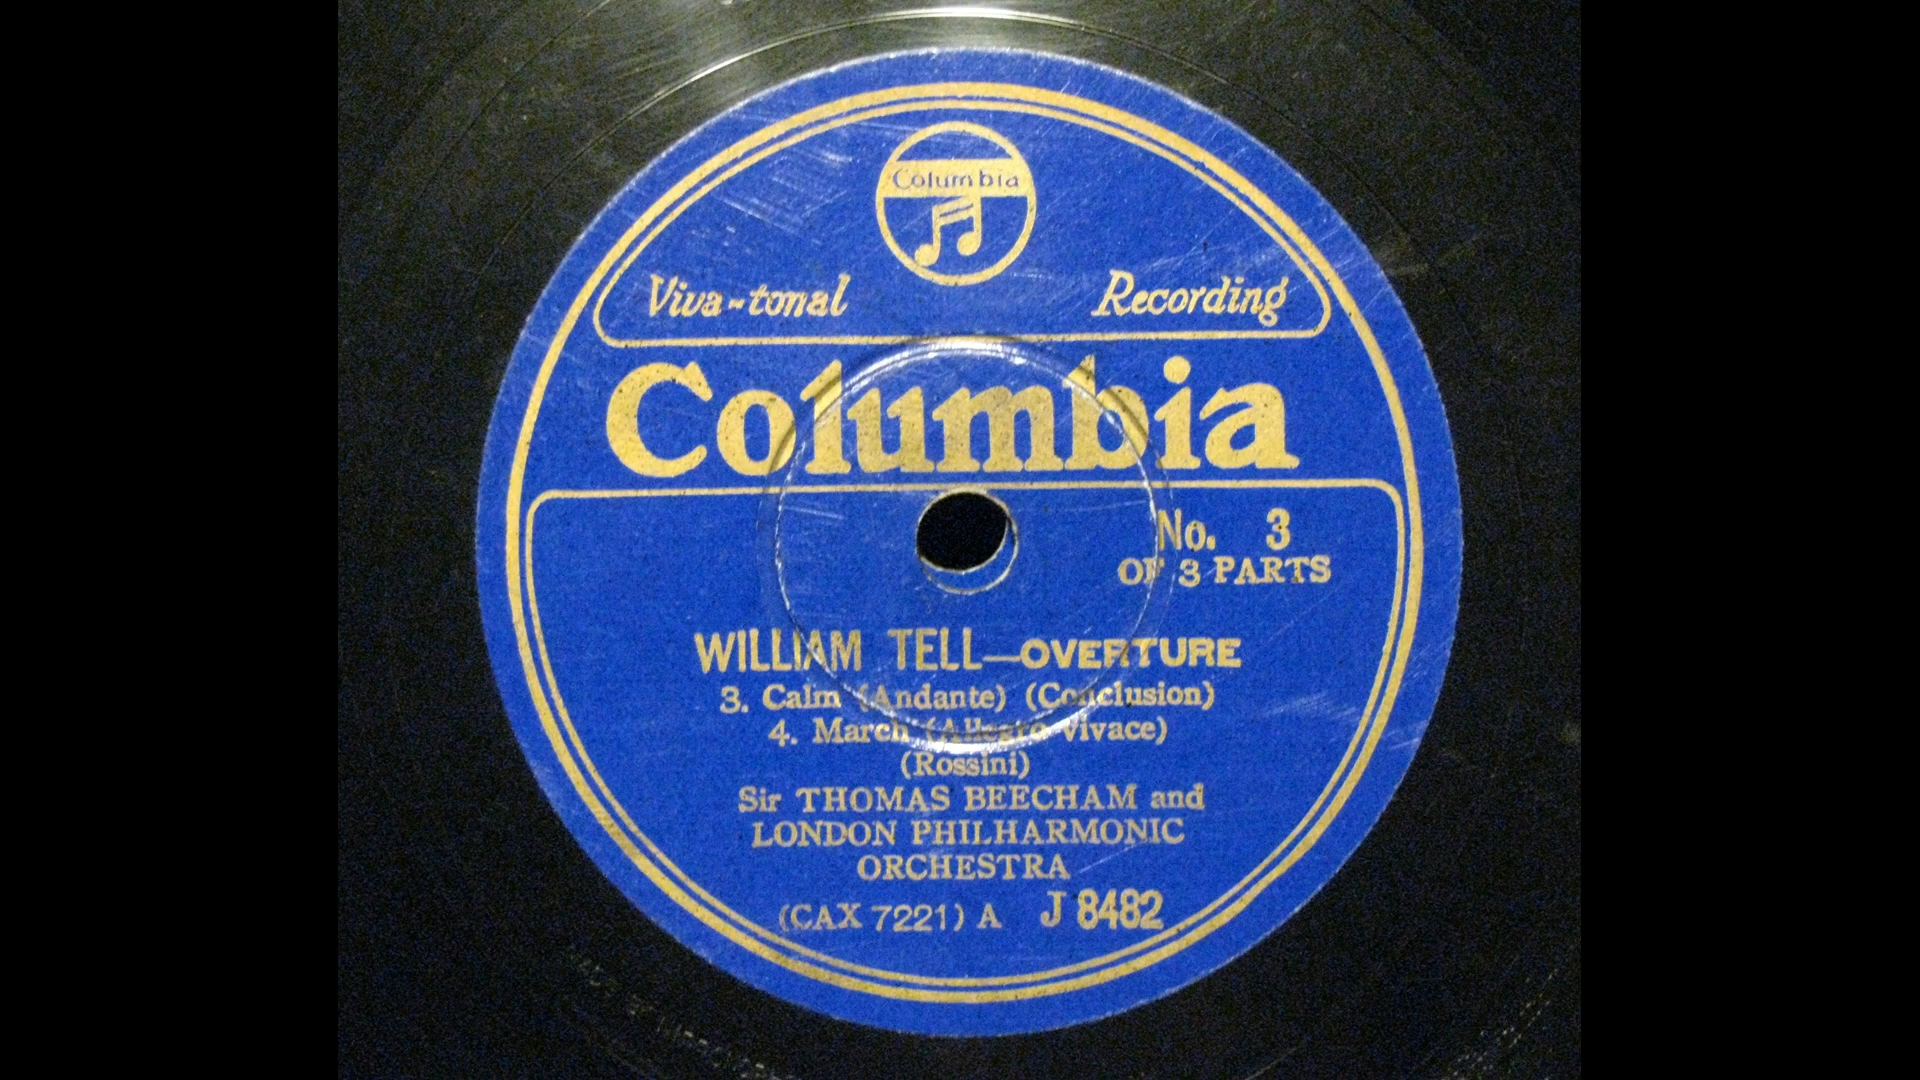 Columbia
Viva-tonal Recording
Columbia
No. 3
OF 3 PARTS
WILLIAM TELL—OVERTURE
3. Calm (Andante) (Conclusion)
4. March (Allegro Vivace)
(Rossini)
Sir THOMAS BEECHAM and
LONDON PHILHARMONIC
ORCHESTRA
(CAX 7221) A J 8482